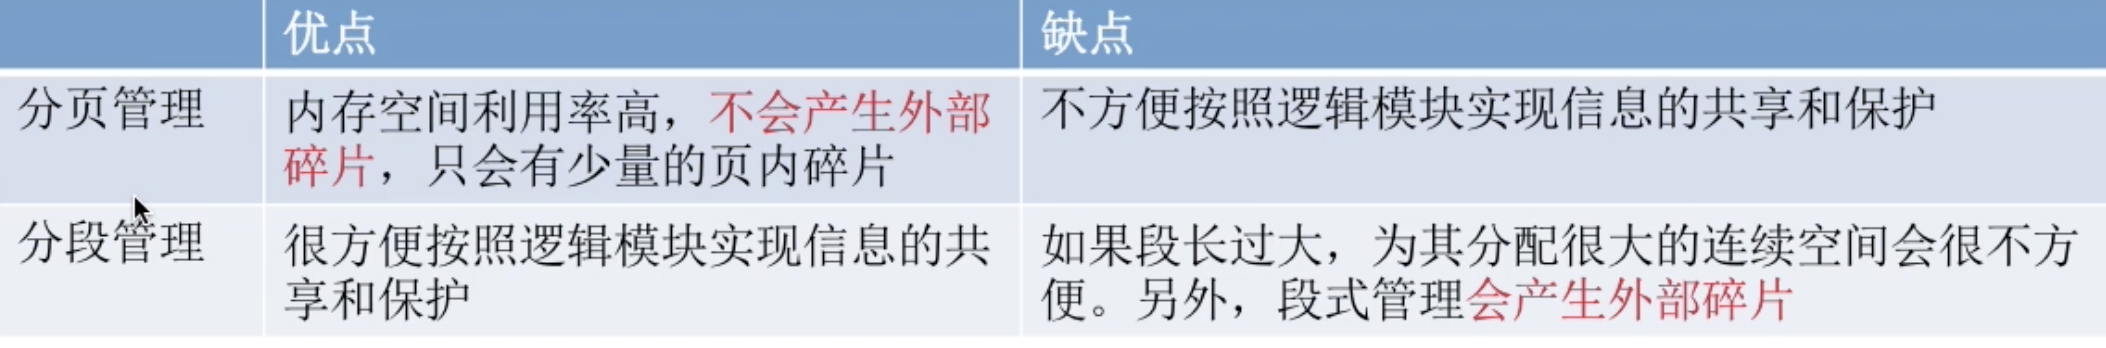 优点
缺点
分页管理
内存空间利用率高，不会产生外部
碎片，只会有少量的页内碎片
不方便按照逻辑模块实现信息的共享和保护
分段管理
很方便按照逻辑模块实现信息的共
享和保护
如果段长过大，为其分配很大的连续空间会很不方
便。另外，段式管理会产生外部碎片